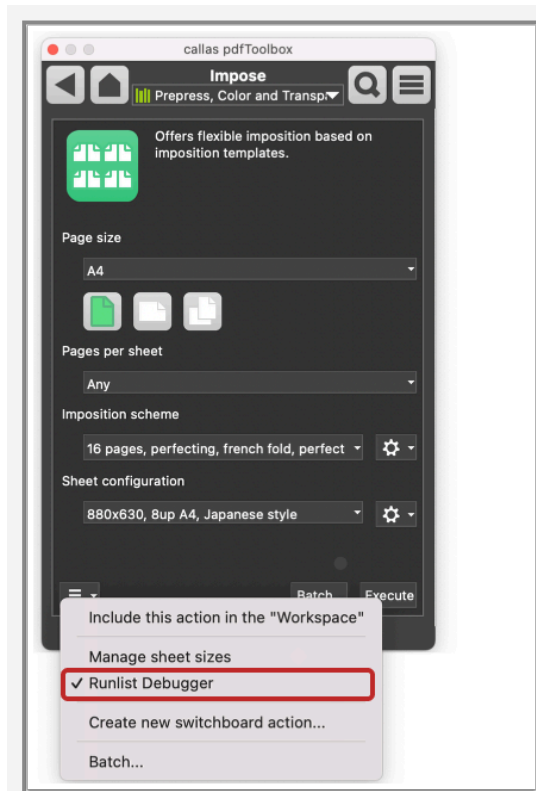 callas pdfToolbox
Impose
Prepress, Color and Transp
Offers flexible imposition based on
imposition templates.
Page size
A4
Pages per sheet
Any
Imposition scheme
16 pages, perfecting, french fold, perfect
Sheet configuration
880x630, 8up A4, Japanese style
Batch Execute
Include this action in the "Workspace"
Manage sheet sizes
✓ Runlist Debugger
Create new switchboard action...
Batch...